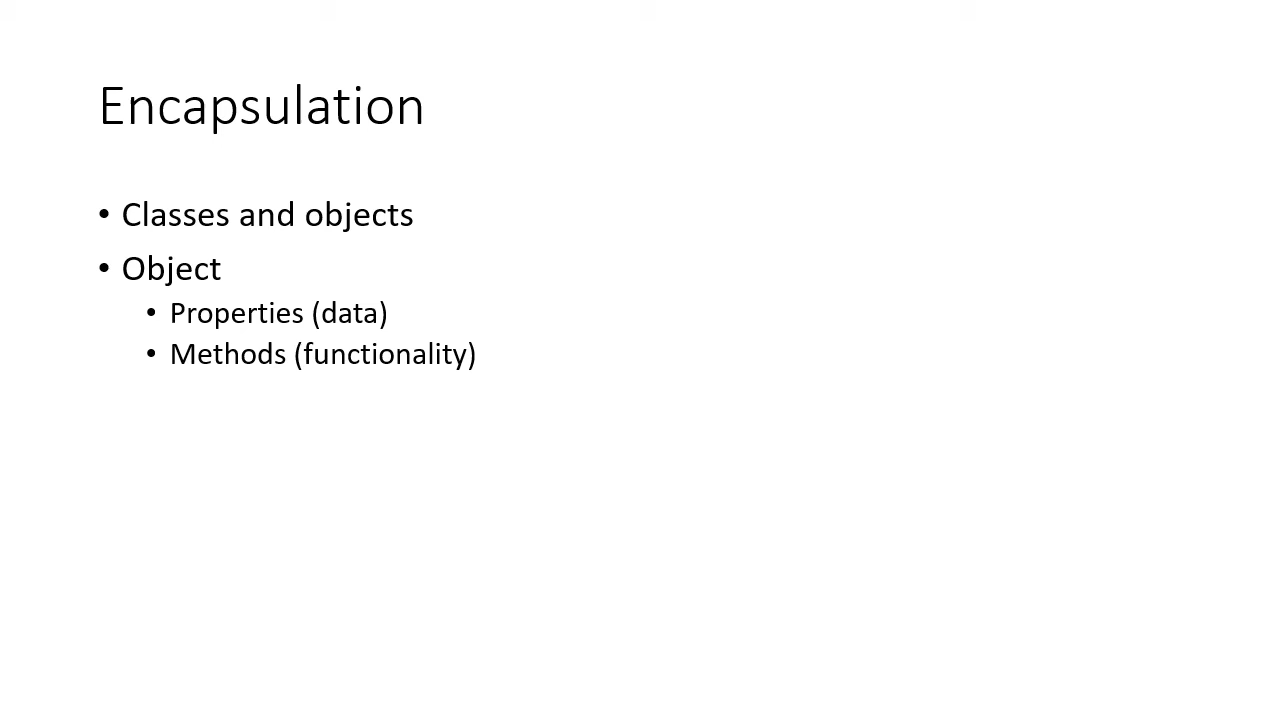 Encapsulation
• Classes and objects
• Object
• Properties (data)
• Methods (functionality)